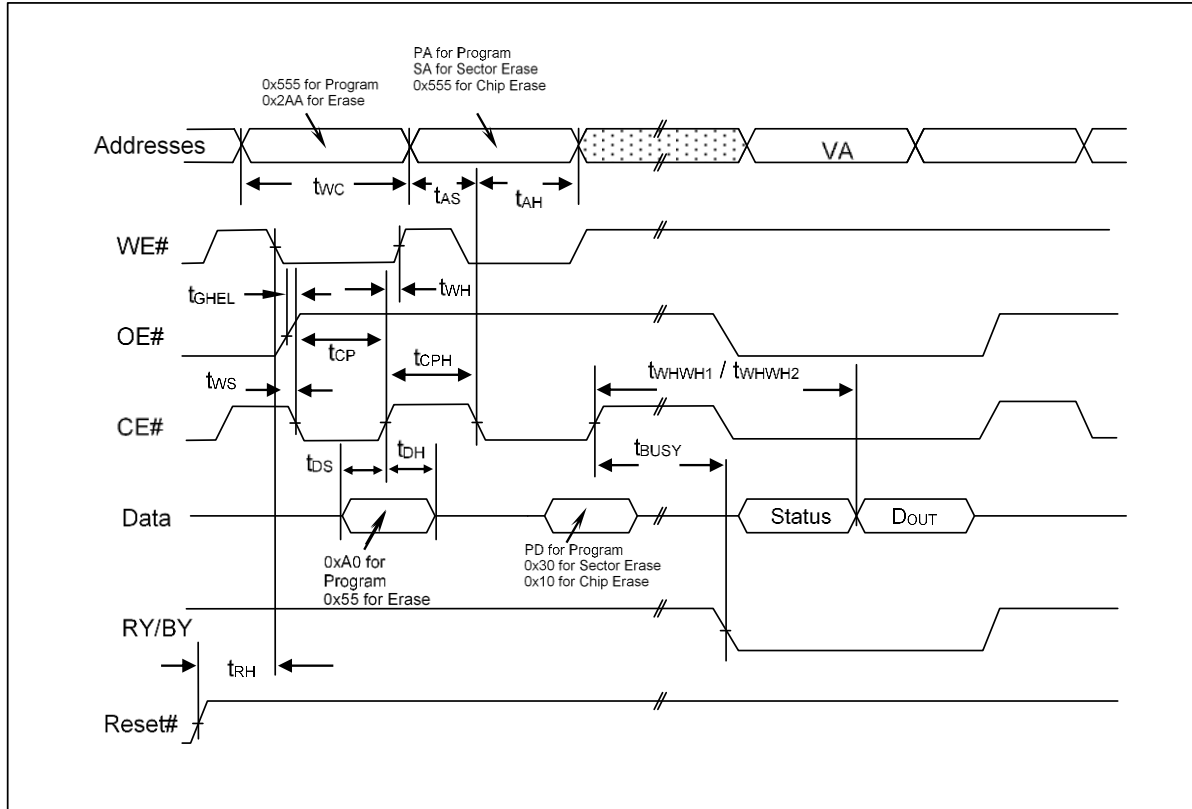 PA for Program
SA for Sector Erase
0x555 for Chip Erase
0x555 for Program
0x2AA for Erase
Addresses
VA
tWC
tAS
tAH
WE#
tGHEL
tWH
OE#
tCP
tCPH
tWS
tWHWH1 / tWHWH2
CE#
tBUSY
tDS
tDH
Data
Status
DOUT
0xA0 for
Program
0x55 for Erase
PD for Program
0x30 for Sector Erase
0x10 for Chip Erase
RY/BY
tRH
Reset#